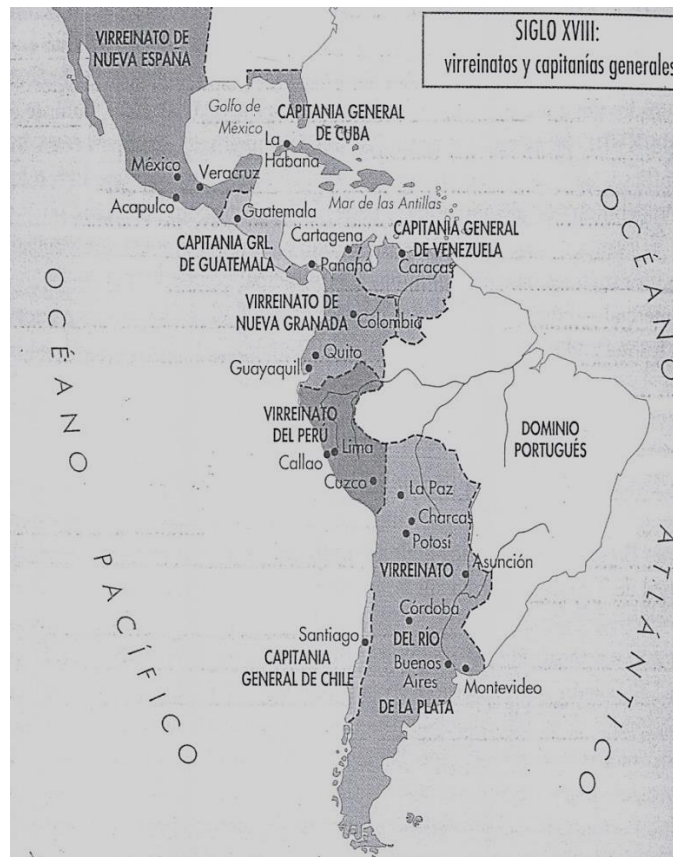 SIGLO XVIII:
virreinatos y capitanías generales
VIRREINATO DE
NUEVA ESPAÑA
Golfo de
México
CAPITANIA GENERAL
DE CUBA
La
Habana
México
Veracruz
Acapulco
Mar de las Antillas
Guatemala
CAPITANIA GRL.
DE GUATEMALA
Cartagena
CAPITANÍA GENERAL
DE VENEZUELA
Caracas
Panamá
VIRREINATO DE
NUEVA GRANADA
Colombia
Quito
Guayaquil
VIRREINATO
DEL PERÚ
Lima
Callao
Cuzco
DOMINIO
PORTUGUÉS
La Paz
Charcas
Potosí
VIRREINATO
Asunción
Córdoba
DEL RÍO
Santiago
CAPITANIA
GENERAL DE CHILE
Buenos
Aires
Montevideo
DE LA PLATA
OCÉANO
PACÍFICO
OCÉANO
ATLÁNTICO